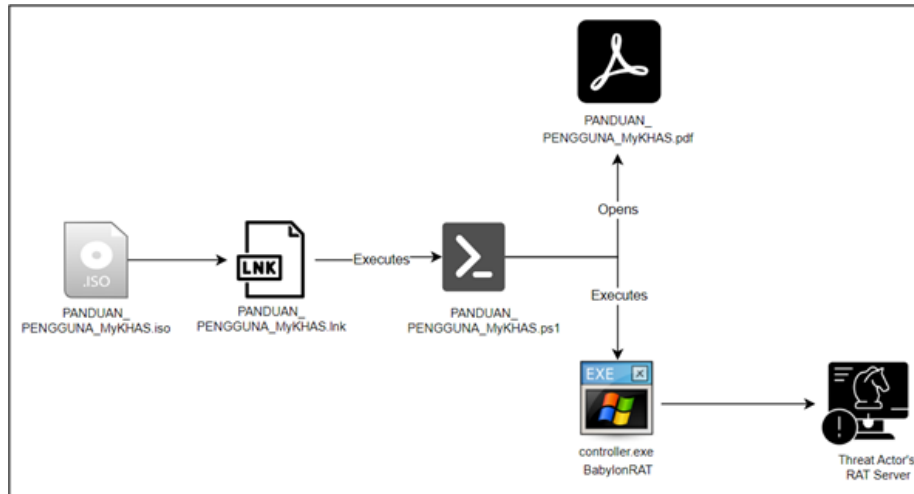 PANDUAN_
PENGGUNA_MyKHAS.pdf
Opens
.ISO
LNK
Executes
PANDUAN_
PENGGUNA_MyKHAS.iso
PANDUAN_
PENGGUNA_MyKHAS.lnk
PANDUAN_
PENGGUNA_MyKHAS.ps1
Executes
EXE
controller.exe
BabylonRAT
Threat Actor's
RAT Server